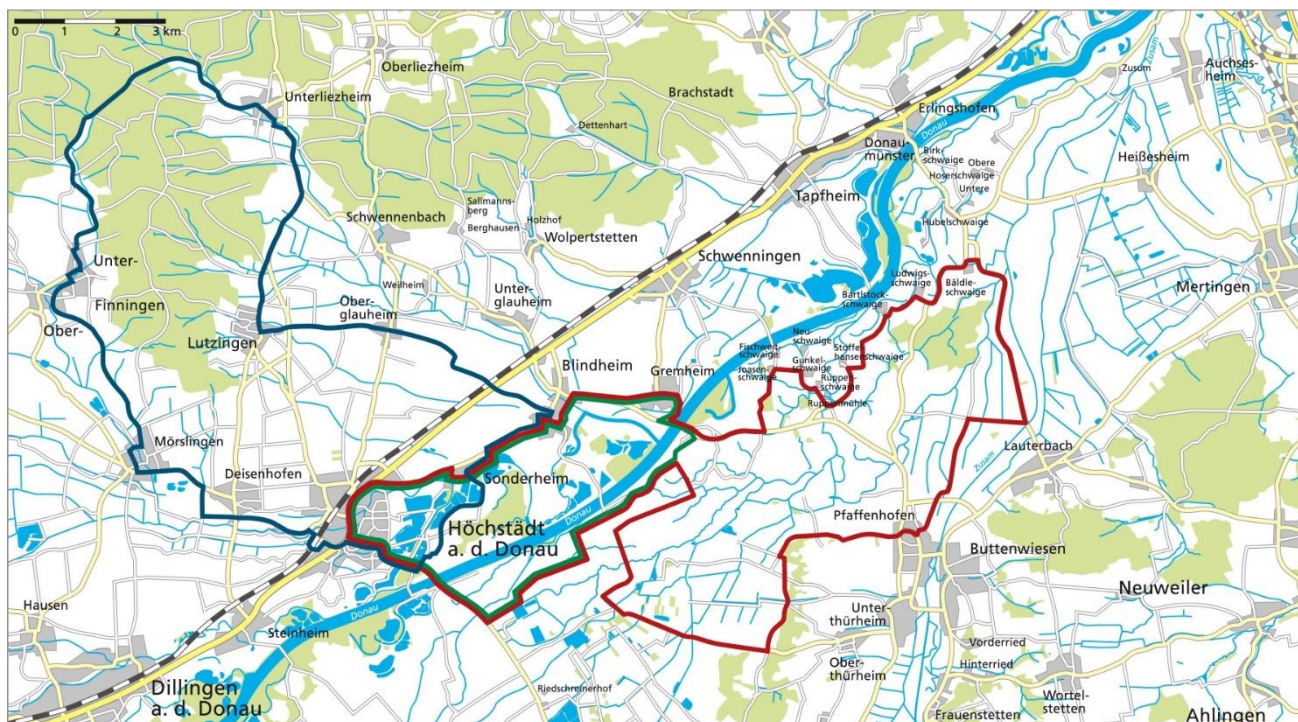 0 1 2 3 km
Oberliezheim
Unterliezheim
Brachstadt
Dettenhart
Zusum
Auchses-
heim
Zusam
Erlingshofen
Donau
Donau-
münster
Birk-
schwaige
Obere
Hoserschwaige
Untere
Heißesheim
Tapfheim
Sallmanns-
berg
Schwennenbach
Holzhof
Berghausen
Wolpertstetten
Hubelschwaige
Schwenningen
Unter-
Finningen
Ober-
Weilheim
Unter-
glauheim
Ober-
glauheim
Ludwigs-
schwaige
Bäldle-
schwaige
Mertingen
Bartlstock-
schwaige
Lutzingen
Neu-
schwaige
Fischweit-
schwaige
Stoffel-
hansenschwaige
Gunkel-
schwaige
Joasen-
schwaige
Blindheim
Gremheim
Ruppen-
schwaige
Ruppenmühle
Mörslingen
Lauterbach
Zusam
Deisenhofen
Sonderheim
Höchstädt
a. d. Donau
Donau
Pfaffenhofen
Buttenwiesen
Neuweiler
Hausen
Donau
Steinheim
Unter-
thürheim
Vorderried
Ober-
thürheim
Hinterried
Riedschreinerhof
Wortel-
stetten
Dillingen
a. d. Donau
Frauenstetten
Ahlingen